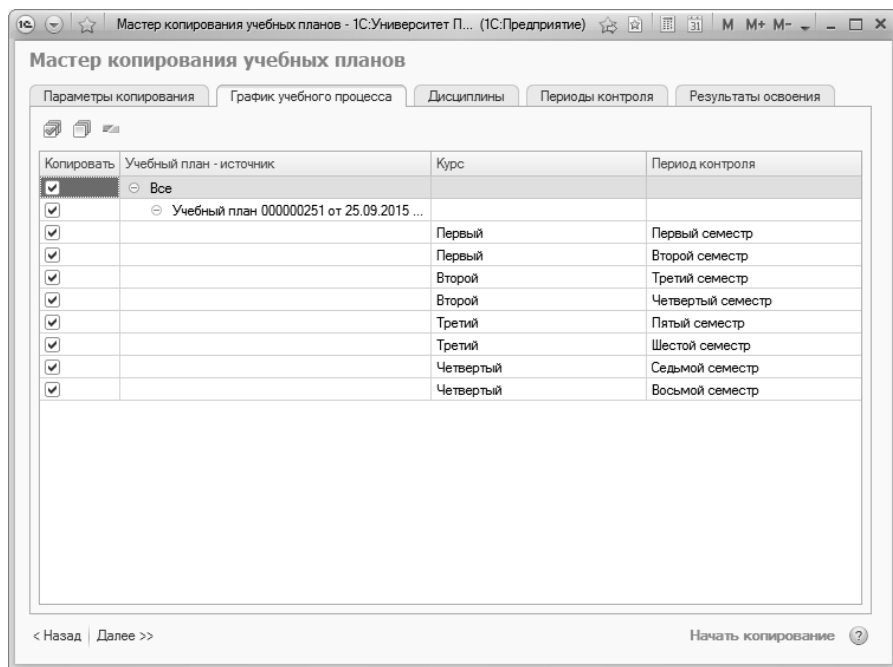 Мастер копирования учебных планов - 1С:Университет П... (1С:Предприятие) 31 M M+ M-
Мастер копирования учебных планов
Параметры копирования График учебного процесса Дисциплины Периоды контроля Результаты освоения
Копировать Учебный план - источник Курс Период контроля
Все
Учебный план 000000251 от 25.09.2015 ...
Первый Первый семестр
Первый Второй семестр
Второй Третий семестр
Второй Четвертый семестр
Третий Пятый семестр
Третий Шестой семестр
Четвертый Седьмой семестр
Четвертый Восьмой семестр
< Назад Далее >> Начать копирование ?